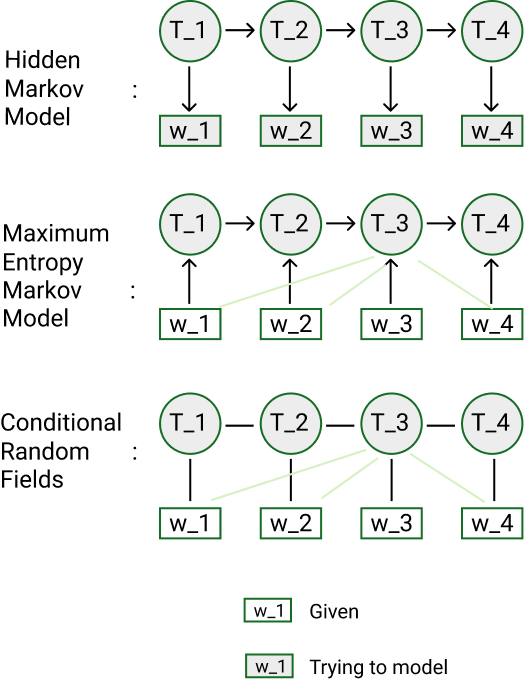 T_1 T_2 T_3 T_4
Hidden
Markov :
Model
w_1 w_2 w_3 w_4
T_1 T_2 T_3 T_4
Maximum
Entropy
Markov :
Model
w_1 w_2 w_3 w_4
T_1 T_2 T_3 T_4
Conditional
Random :
Fields
w_1 w_2 w_3 w_4
w_1 Given
w_1 Trying to model